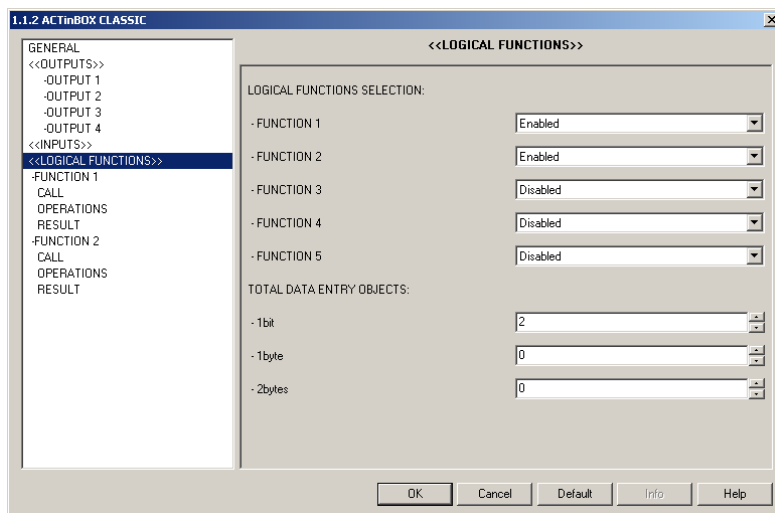 1.1.2 ACTinBOX CLASSIC
GENERAL
<<OUTPUTS>>
-OUTPUT 1
-OUTPUT 2
-OUTPUT 3
-OUTPUT 4
<<INPUTS>>
<<LOGICAL FUNCTIONS>>
-FUNCTION 1
CALL
OPERATIONS
RESULT
-FUNCTION 2
CALL
OPERATIONS
RESULT
<<LOGICAL FUNCTIONS>>
LOGICAL FUNCTIONS SELECTION:
- FUNCTION 1 Enabled
- FUNCTION 2 Enabled
- FUNCTION 3 Disabled
- FUNCTION 4 Disabled
- FUNCTION 5 Disabled
TOTAL DATA ENTRY OBJECTS:
- 1bit 2
- 1byte 0
- 2bytes 0
OK Cancel Default Info Help